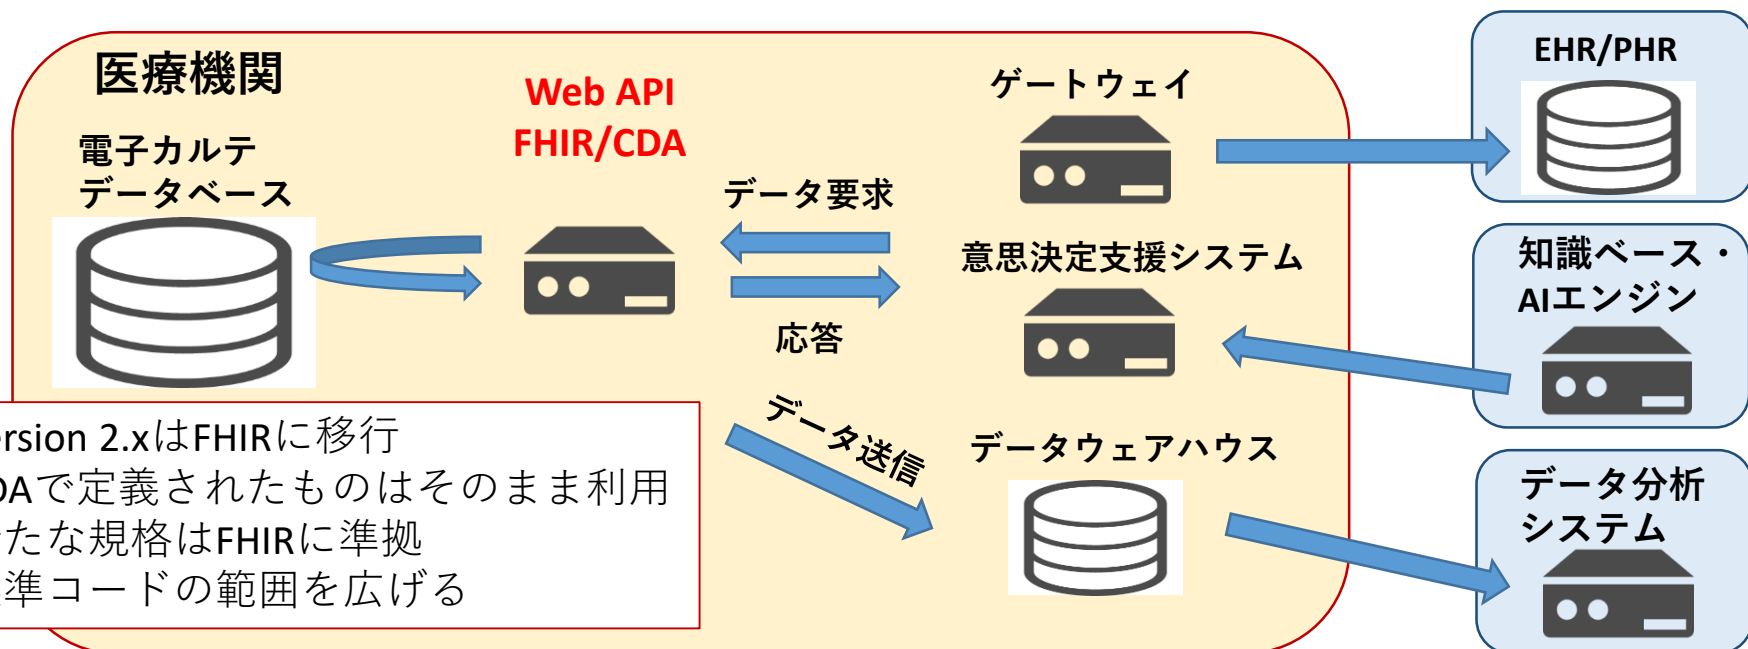 医療機関
電子カルテ
データベース
Web API
FHIR/CDA
データ要求
応答
データ送信
ゲートウェイ
意思決定支援システム
データウェアハウス
EHR/PHR
知識ベース・
AIエンジン
データ分析
システム
ersion 2.xはFHIRに移行
DAで定義されたものはそのまま利用
たな規格はFHIRに準拠
準コードの範囲を広げる